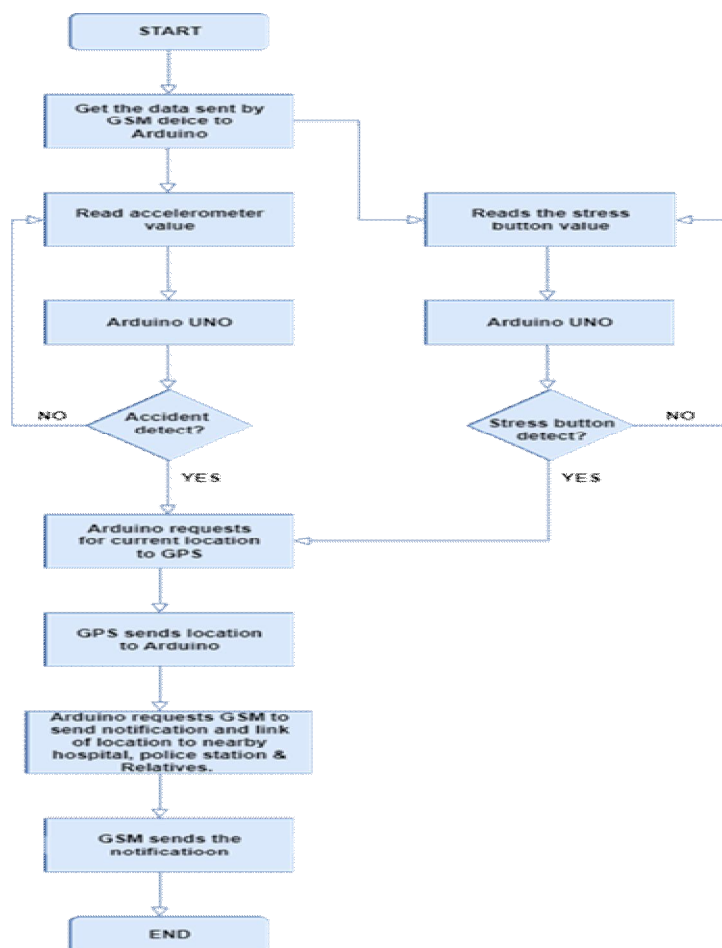 START
Get the data sent by
GSM deice to
Arduino
Read accelerometer
value
Reads the stress
button value
Arduino UNO
Arduino UNO
Accident
detect?
NO
YES
Stress button
detect?
NO
YES
Arduino requests
for current location
to GPS
GPS sends location
to Arduino
Arduino requests GSM to
send notification and link
of location to nearby
hospital, police station &
Relatives.
GSM sends the
notificatioon
END